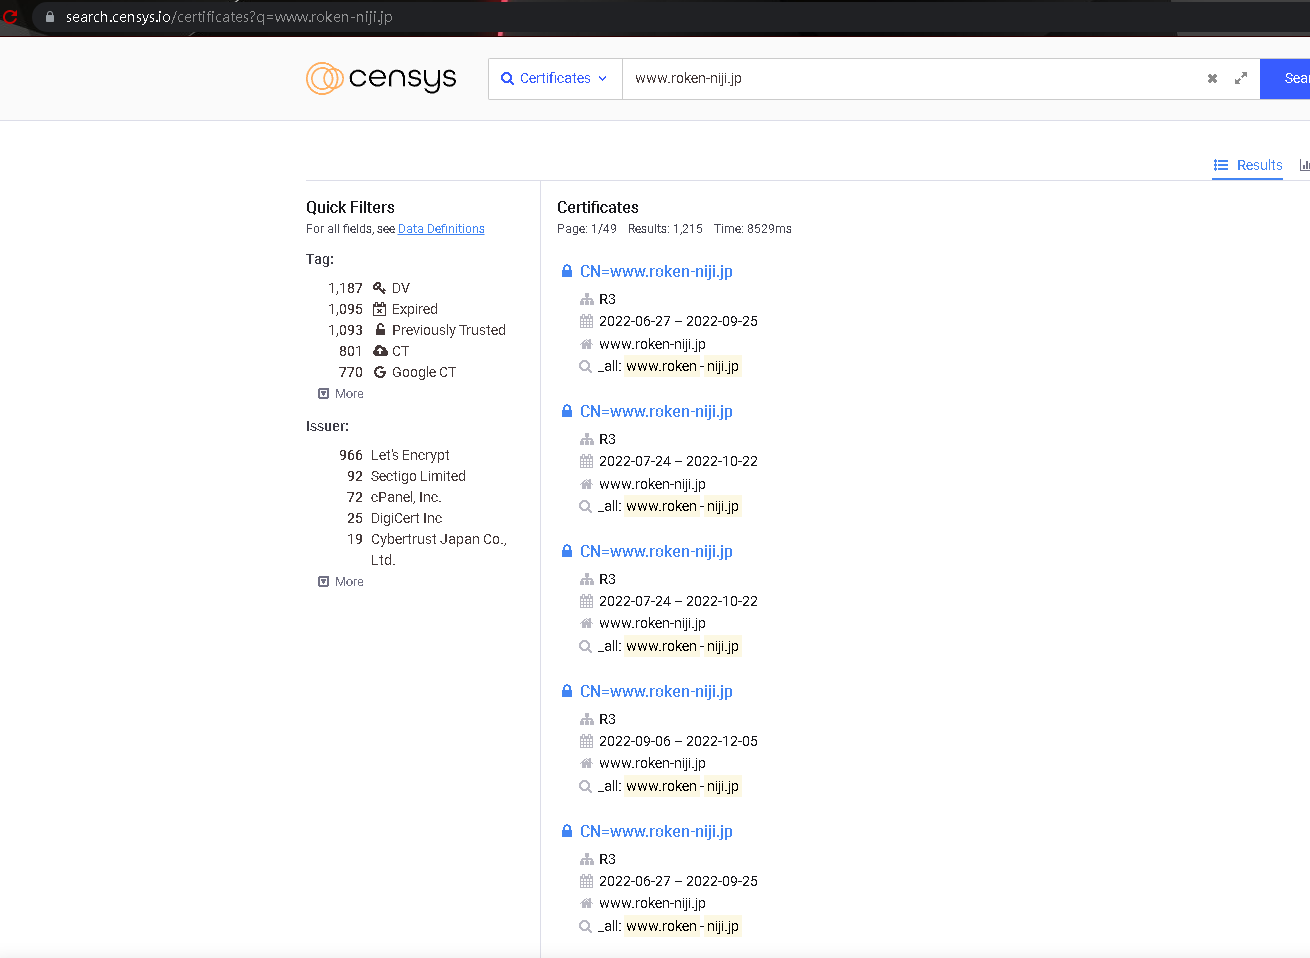 search.censys.io/certificates?q=www.roken-niji.jp
censys
Certificates
www.roken-niji.jp
Results
Quick Filters
For all fields, see Data Definitions
Tag:
1,187 DV
1,095 Expired
1,093 Previously Trusted
801 CT
770 Google CT
More
Issuer:
966 Let's Encrypt
92 Sectigo Limited
72 cPanel, Inc.
25 DigiCert Inc
19 Cybertrust Japan Co.,
Ltd.
More
Certificates
Page: 1/49 Results: 1,215 Time: 8529ms
CN=www.roken-niji.jp
R3
2022-06-27 – 2022-09-25
www.roken-niji.jp
_all: www.roken - niji.jp
CN=www.roken-niji.jp
R3
2022-07-24 – 2022-10-22
www.roken-niji.jp
_all: www.roken - niji.jp
CN=www.roken-niji.jp
R3
2022-07-24 – 2022-10-22
www.roken-niji.jp
_all: www.roken - niji.jp
CN=www.roken-niji.jp
R3
2022-09-06 – 2022-12-05
www.roken-niji.jp
_all: www.roken - niji.jp
CN=www.roken-niji.jp
R3
2022-06-27 – 2022-09-25
www.roken-niji.jp
_all: www.roken - niji.jp